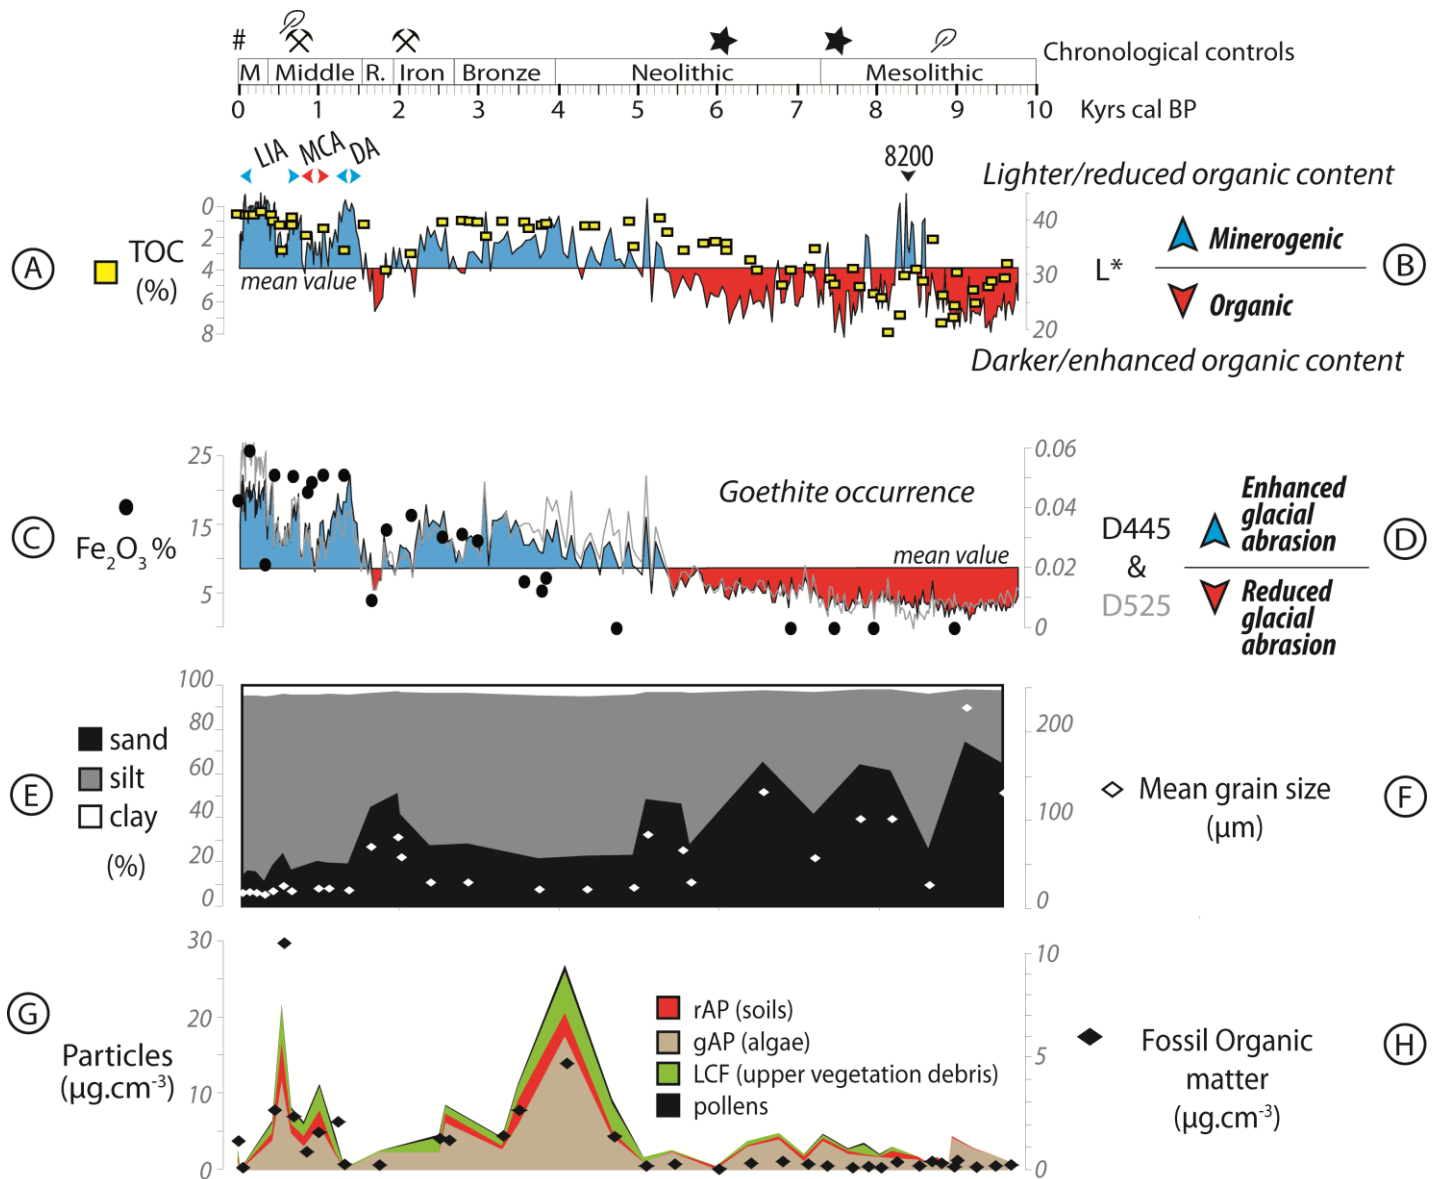 #
Chronological controls
M Middle R. Iron Bronze Neolithic Mesolithic
0 1 2 3 4 5 6 7 8 9 10 Kyrs cal BP
LIA MCA DA 8200
Lighter/reduced organic content
A TOC (%)
0
2
4
6
8
mean value
40
30
20
L*
Minerogenic
Organic
B
Darker/enhanced organic content
C Fe₂O₃ %
25
15
5
Goethite occurrence
mean value
0.06
0.04
0.02
0
D445
&
D525
Enhanced
glacial
abrasion
Reduced
glacial
abrasion
D
E
sand
silt
clay
(%)
100
80
60
40
20
0
200
100
0
Mean grain size
(µm)
F
G
Particles
(µg.cm⁻³)
30
20
10
0
rAP (soils)
gAP (algae)
LCF (upper vegetation debris)
pollens
10
5
0
Fossil Organic
matter
(µg.cm⁻³)
H